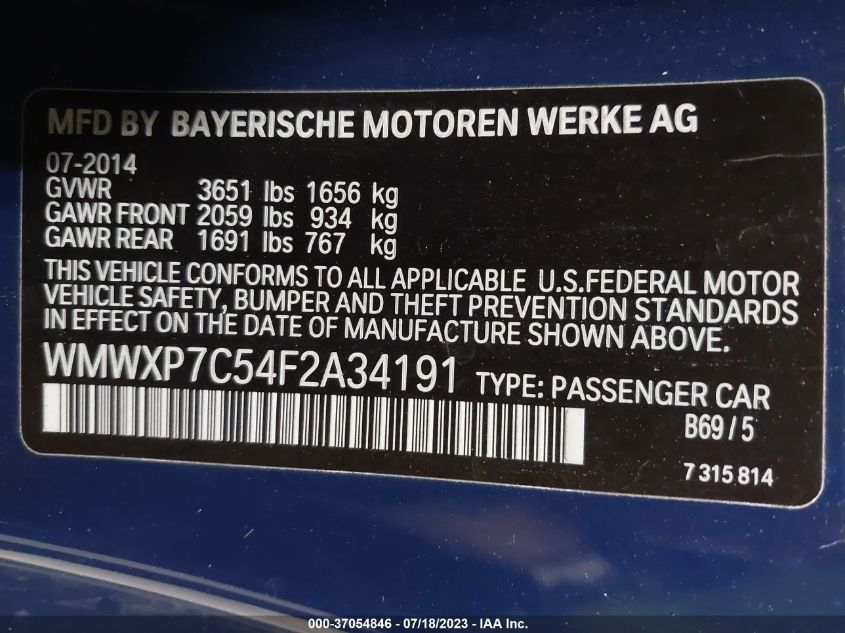 MFD BY BAYERISCHE MOTOREN WERKE AG
07-2014
GVWR 3651 lbs 1656 kg
GAWR FRONT 2059 lbs 934 kg
GAWR REAR 1691 lbs 767 kg
THIS VEHICLE CONFORMS TO ALL APPLICABLE U.S.FEDERAL MOTOR
VEHICLE SAFETY, BUMPER AND THEFT PREVENTION STANDARDS
IN EFFECT ON THE DATE OF MANUFACTURE SHOWN ABOVE.
WMWXP7C54F2A34191 TYPE: PASSENGER CAR
B69 / 5
7 315 814
000-37054846 / 07/18/2023 - IAA Inc.